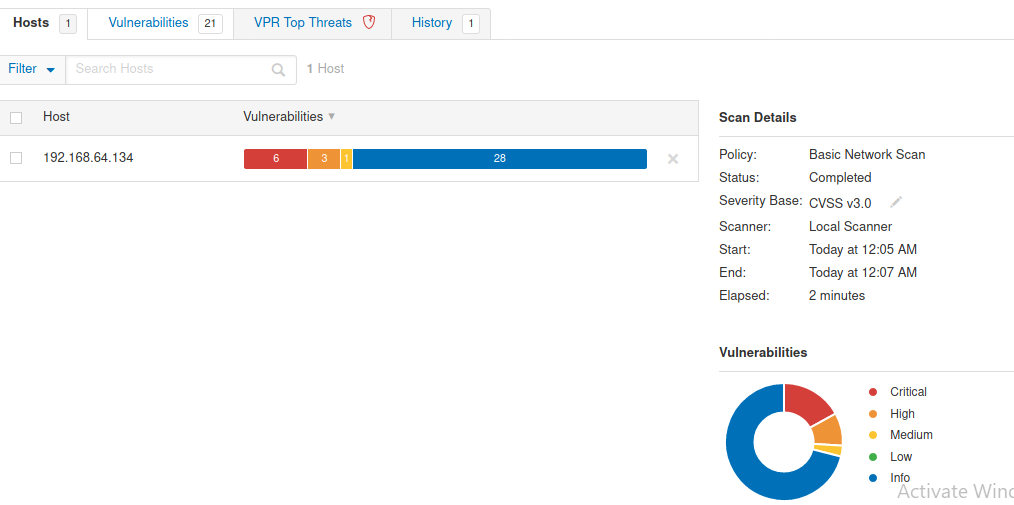 Hosts 1 Vulnerabilities 21 VPR Top Threats History 1
Filter Search Hosts 1 Host
Host Vulnerabilities
192.168.64.134 6 3 1 28
Scan Details
Policy: Basic Network Scan
Status: Completed
Severity Base: CVSS v3.0
Scanner: Local Scanner
Start: Today at 12:05 AM
End: Today at 12:07 AM
Elapsed: 2 minutes
Vulnerabilities
Critical
High
Medium
Low
Info
Activate Winc